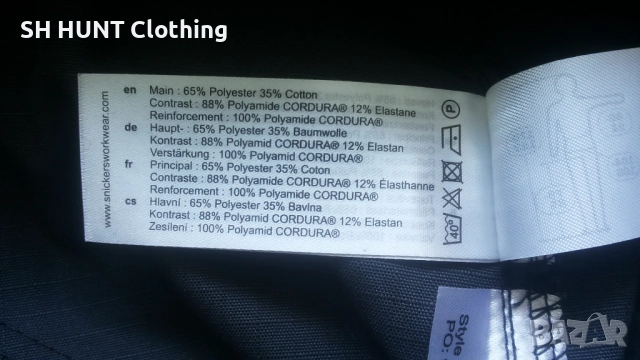 SH HUNT Clothing
www.snickersworkwear.com
en Main : 65% Polyester 35% Cotton
Contrast : 88% Polyamide CORDURA® 12% Elastane
Reinforcement : 100% Polyamide CORDURA®
de Haupt- : 65% Polyester 35% Baumwolle
Kontrast : 88% Polyamid CORDURA® 12% Elastan
Verstärkung : 100% Polyamid CORDURA®
fr Principal : 65% Polyester 35% Coton
Contraste : 88% Polyamide CORDURA® 12% Élasthanne
Renforcement : 100% Polyamide CORDURA®
cs Hlavní : 65% Polyester 35% Bavlna
Kontrast : 88% Polyamid CORDURA® 12% Elastan
Zesílení : 100% Polyamid CORDURA®
P
40°
Style
PO:
BAZAR